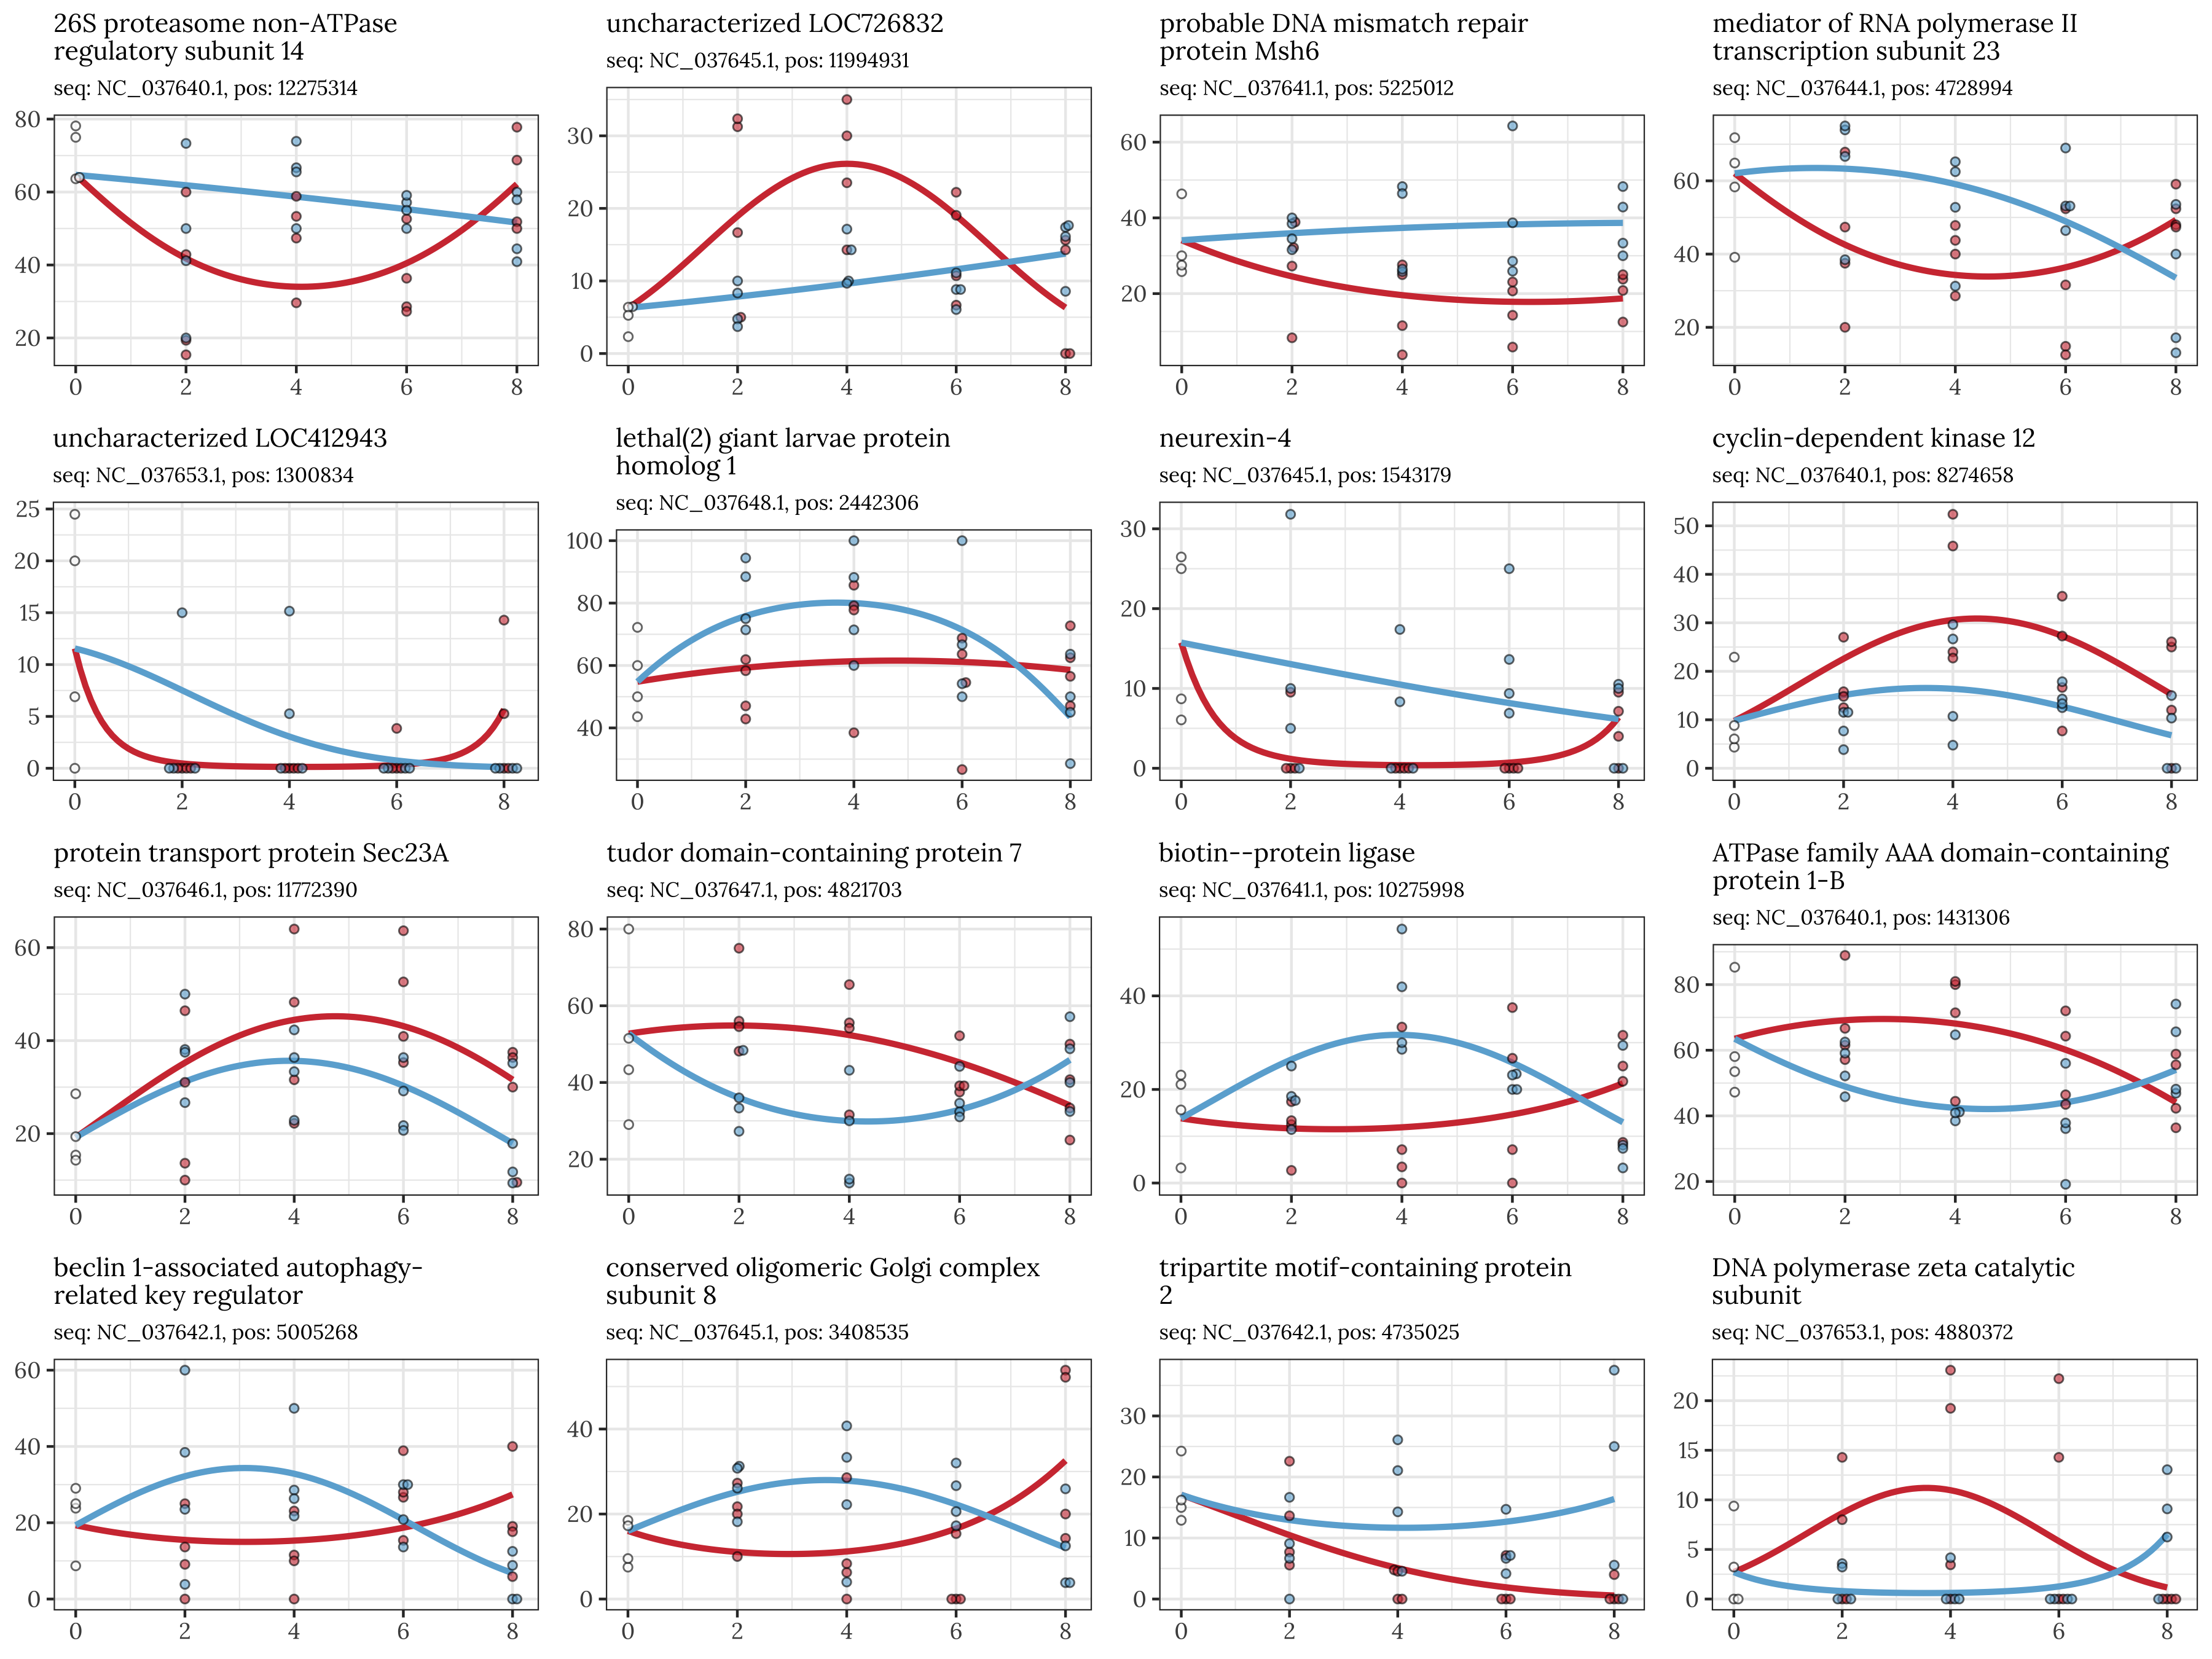 26S proteasome non-ATPase
regulatory subunit 14
seq: NC_037640.1, pos: 12275314
80
60
40
20
0 2 4 6 8
uncharacterized LOC726832
seq: NC_037645.1, pos: 11994931
30
20
10
0
0 2 4 6 8
probable DNA mismatch repair
protein Msh6
seq: NC_037641.1, pos: 5225012
60
40
20
0 2 4 6 8
mediator of RNA polymerase II
transcription subunit 23
seq: NC_037644.1, pos: 4728994
60
40
20
0 2 4 6 8
uncharacterized LOC412943
seq: NC_037653.1, pos: 1300834
25
20
15
10
5
0
0 2 4 6 8
lethal(2) giant larvae protein
homolog 1
seq: NC_037648.1, pos: 2442306
100
80
60
40
0 2 4 6 8
neurexin-4
seq: NC_037645.1, pos: 1543179
30
20
10
0
0 2 4 6 8
cyclin-dependent kinase 12
seq: NC_037640.1, pos: 8274658
50
40
30
20
10
0
0 2 4 6 8
protein transport protein Sec23A
seq: NC_037646.1, pos: 11772390
60
40
20
0 2 4 6 8
tudor domain-containing protein 7
seq: NC_037647.1, pos: 4821703
80
60
40
20
0 2 4 6 8
biotin--protein ligase
seq: NC_037641.1, pos: 10275998
40
20
0
0 2 4 6 8
ATPase family AAA domain-containing
protein 1-B
seq: NC_037640.1, pos: 1431306
80
60
40
20
0 2 4 6 8
beclin 1-associated autophagy-
related key regulator
seq: NC_037642.1, pos: 5005268
60
40
20
0
0 2 4 6 8
conserved oligomeric Golgi complex
subunit 8
seq: NC_037645.1, pos: 3408535
40
20
0
0 2 4 6 8
tripartite motif-containing protein
2
seq: NC_037642.1, pos: 4735025
30
20
10
0
0 2 4 6 8
DNA polymerase zeta catalytic
subunit
seq: NC_037653.1, pos: 4880372
20
15
10
5
0
0 2 4 6 8